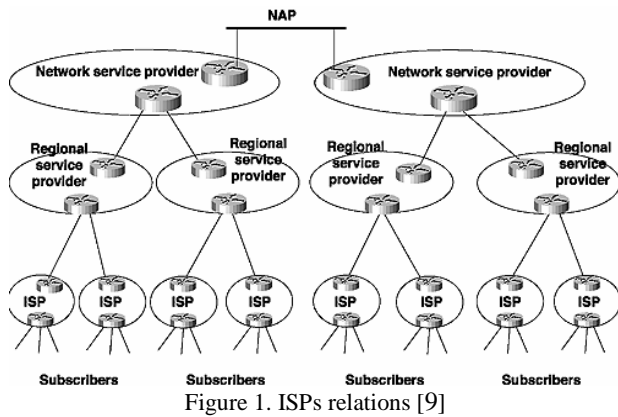 NAP
Network service provider
Network service provider
Regional service provider
Regional service provider
Regional service provider
Regional service provider
ISP ISP ISP ISP ISP ISP ISP ISP
Subscribers Subscribers Subscribers Subscribers
Figure 1. ISPs relations [9]